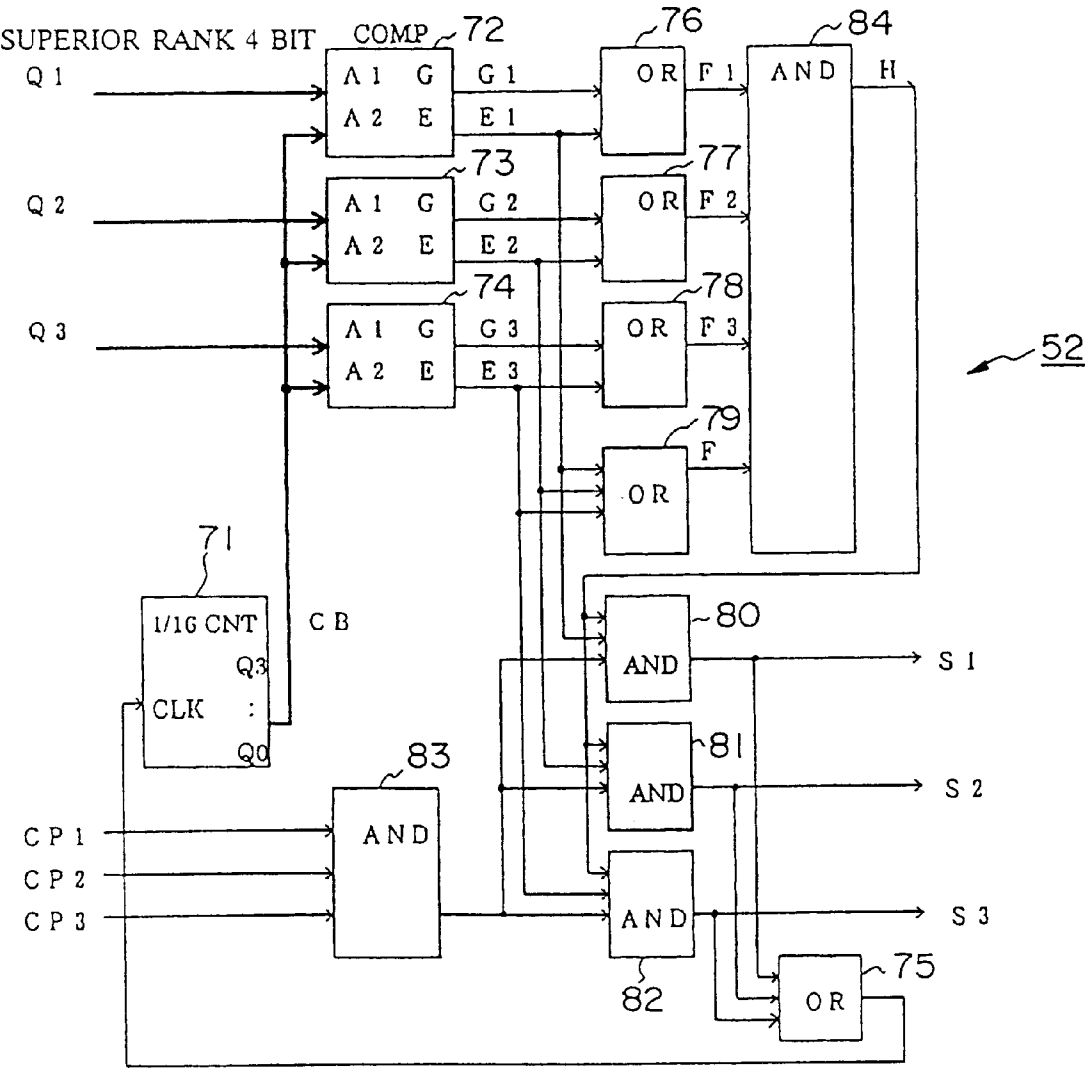 SUPERIOR RANK 4 BIT
COMP
72
76
84
Q1
A1 G
G1
OR
F1
AND
H
A2 E
E1
73
77
Q2
A1 G
G2
OR
F2
A2 E
E2
74
78
Q3
A1 G
G3
OR
F3
52
A2 E
E3
79
F
OR
71
1/16 CNT
CB
80
Q3
AND
S1
CLK :
Q0
83
81
AND
S2
CP1
AND
CP2
CP3
AND
S3
82
75
OR